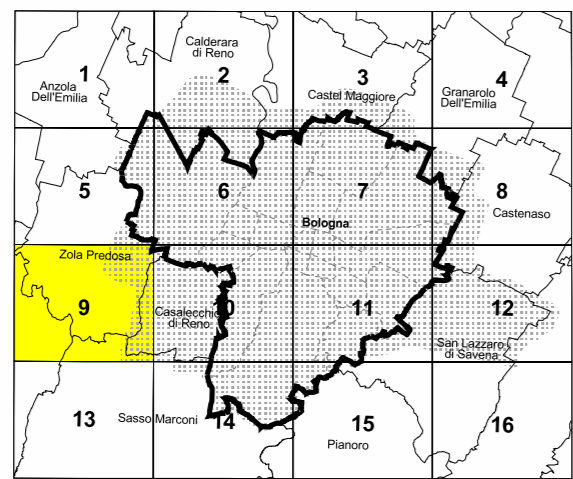 1
Anzola
Dell'Emilia
Calderara
di Reno
2
3
Castel Maggiore
4
Granarolo
Dell'Emilia
5
6
7
Bologna
8
Castenaso
Zola Predosa
9
Casalecchio
di Reno
10
11
12
San Lazzaro
di Savena
13
Sasso Marconi
14
15
Pianoro
16